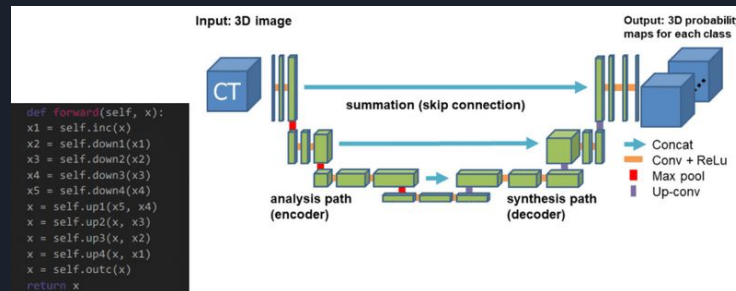 Input: 3D image
Output: 3D probability
maps for each class
CT
summation (skip connection)
Concat
Conv + ReLu
Max pool
Up-conv
analysis path
(encoder)
synthesis path
(decoder)
def forward(self, x):
x1 = self.inc(x)
x2 = self.down1(x1)
x3 = self.down2(x2)
x4 = self.down3(x3)
x5 = self.down4(x4)
x = self.up1(x5, x4)
x = self.up2(x, x3)
x = self.up3(x, x2)
x = self.up4(x, x1)
x = self.outc(x)
return x